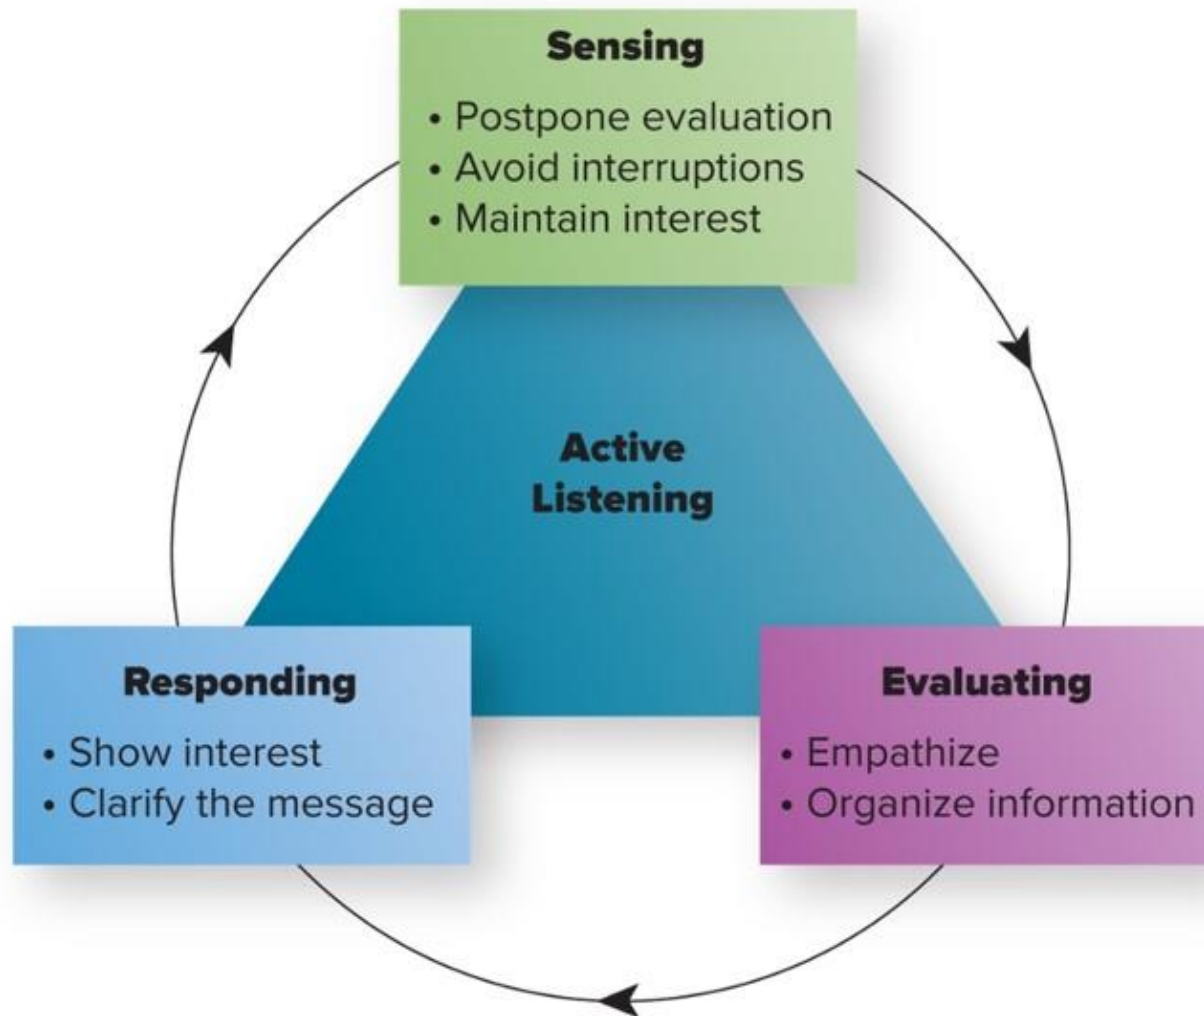 Sensing
• Postpone evaluation
• Avoid interruptions
• Maintain interest
Active
Listening
Responding
• Show interest
• Clarify the message
Evaluating
• Empathize
• Organize information